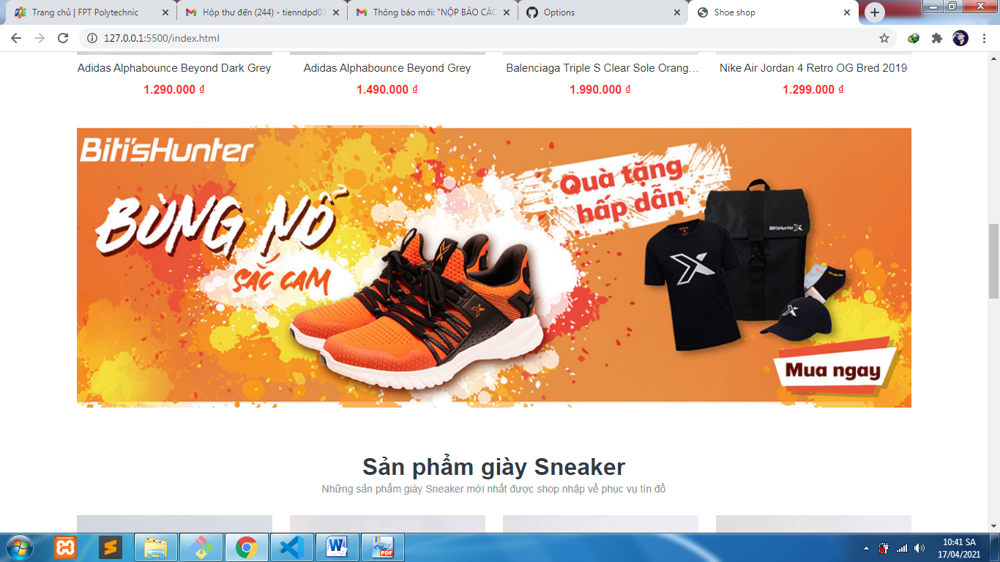 Trang chủ | FPT Polytechnic
Hộp thư đến (244) - tienndpd03
Thông báo mới: "NỘP BÁO CÁC
Options
Shoe shop
127.0.0.1:5500/index.html
Adidas Alphabounce Beyond Dark Grey
Adidas Alphabounce Beyond Grey
Balenciaga Triple S Clear Sole Orang…
Nike Air Jordan 4 Retro OG Bred 2019
1.290.000 ₫
1.490.000 ₫
1.990.000 ₫
1.299.000 ₫
Biti'sHunter
BÙNG NỔ
SẮC CAM
Quà tặng
hấp dẫn
Biti'sHunter X
Mua ngay
Sản phẩm giày Sneaker
Những sản phẩm giày Sneaker mới nhất được shop nhập về phục vụ tín đồ
W
PDF
10:41 SA
17/04/2021